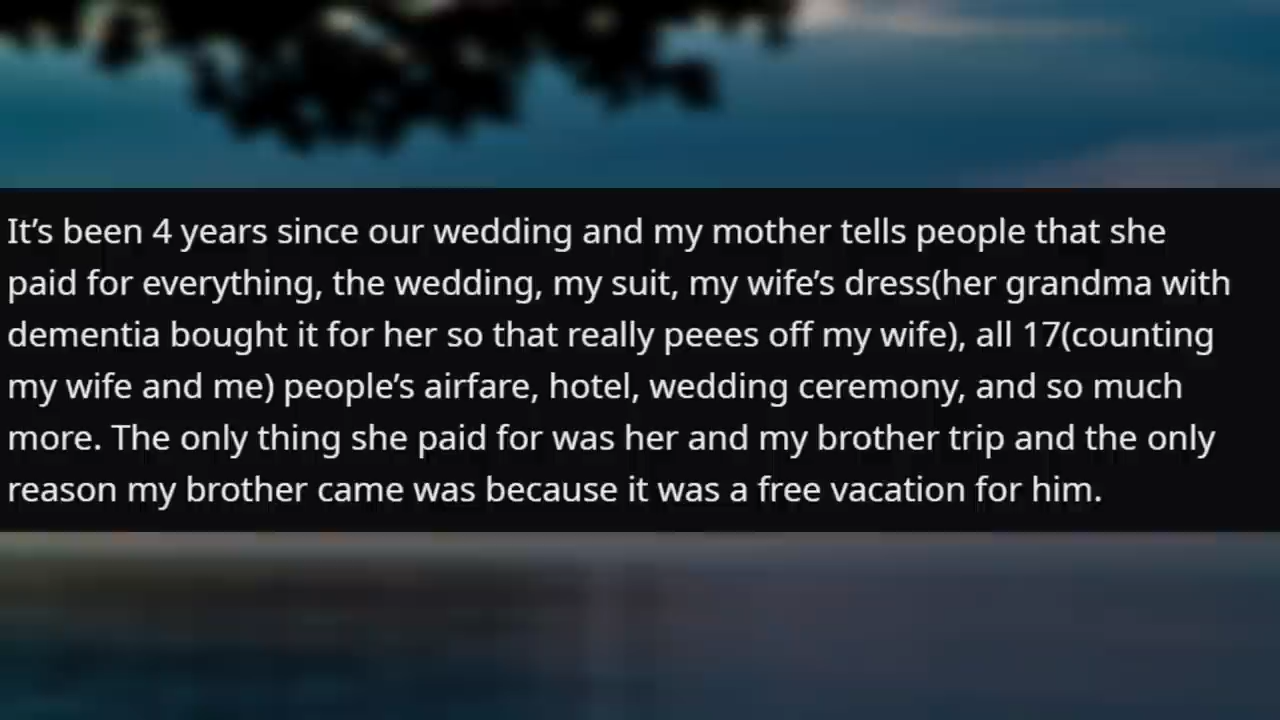 It’s been 4 years since our wedding and my mother tells people that she
paid for everything, the wedding, my suit, my wife’s dress(her grandma with
dementia bought it for her so that really peees off my wife), all 17(counting
my wife and me) people’s airfare, hotel, wedding ceremony, and so much
more. The only thing she paid for was her and my brother trip and the only
reason my brother came was because it was a free vacation for him.